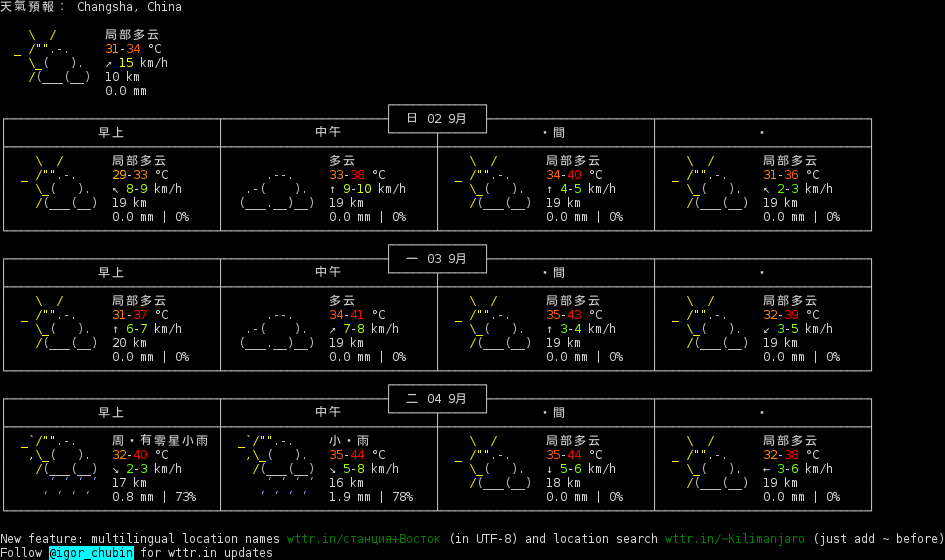 天氣預報： Changsha, China
局部多云
31-34 °C
↗ 15 km/h
10 km
0.0 mm
日 02 9月
早上 中午 ・間 ・
局部多云 多云 局部多云 局部多云
29-33 °C 33-38 °C 34-40 °C 31-36 °C
↖ 8-9 km/h ↑ 9-10 km/h ↑ 4-5 km/h ↖ 2-3 km/h
19 km 19 km 19 km 19 km
0.0 mm | 0% 0.0 mm | 0% 0.0 mm | 0% 0.0 mm | 0%
一 03 9月
早上 中午 ・間 ・
局部多云 多云 局部多云 局部多云
31-37 °C 34-41 °C 35-43 °C 32-39 °C
↑ 6-7 km/h ↗ 7-8 km/h ↑ 3-4 km/h ↙ 3-5 km/h
20 km 19 km 19 km 19 km
0.0 mm | 0% 0.0 mm | 0% 0.0 mm | 0% 0.0 mm | 0%
二 04 9月
早上 中午 ・間 ・
周・有零星小雨 小・雨 局部多云 局部多云
32-40 °C 35-44 °C 35-44 °C 32-38 °C
↘ 2-3 km/h ↘ 5-8 km/h ↓ 5-6 km/h ← 3-6 km/h
17 km 16 km 18 km 19 km
0.8 mm | 73% 1.9 mm | 78% 0.0 mm | 0% 0.0 mm | 0%
New feature: multilingual location names wttr.in/станция+Восток (in UTF-8) and location search wttr.in/~Kilimanjaro (just add ~ before)
Follow @igor_chubin for wttr.in updates